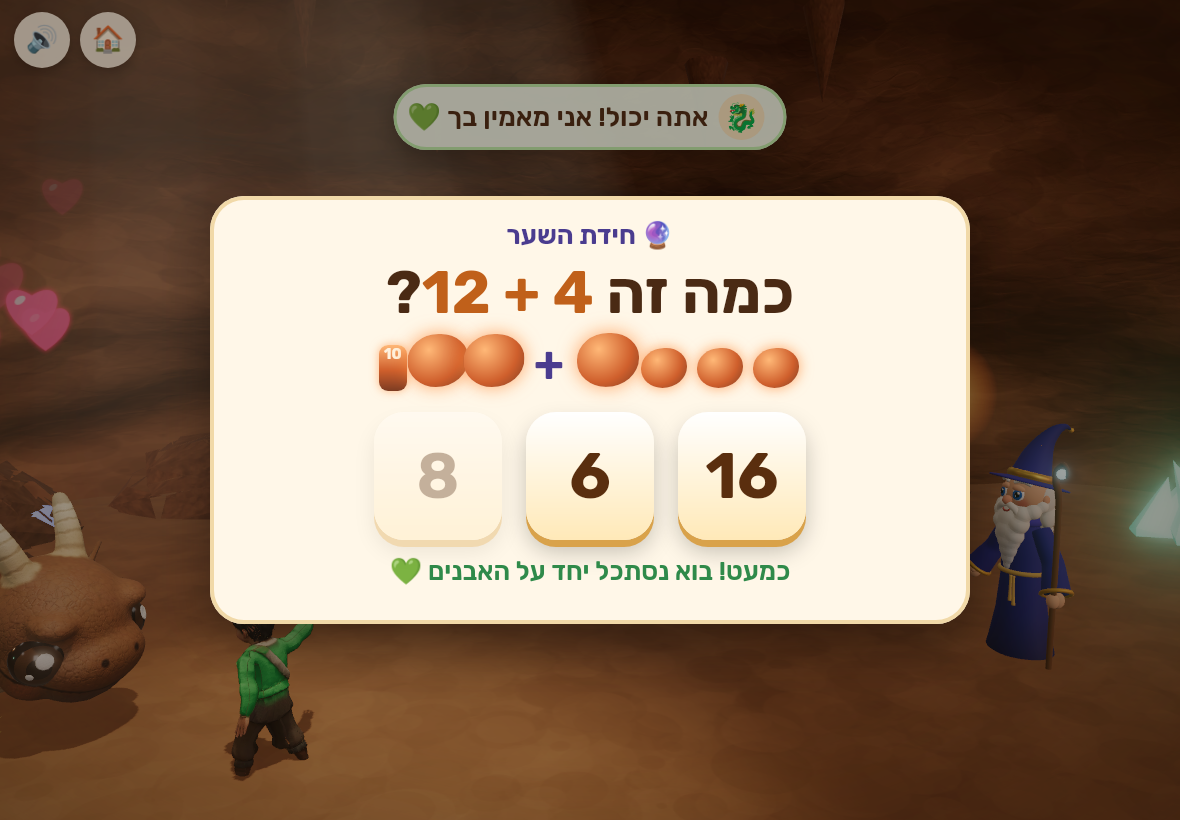 אתה יכול! אני מאמין בך
חידת השער
כמה זה 12 + 4?
10 +
16 6 8
כמעט! בוא נסתכל יחד על האבנים